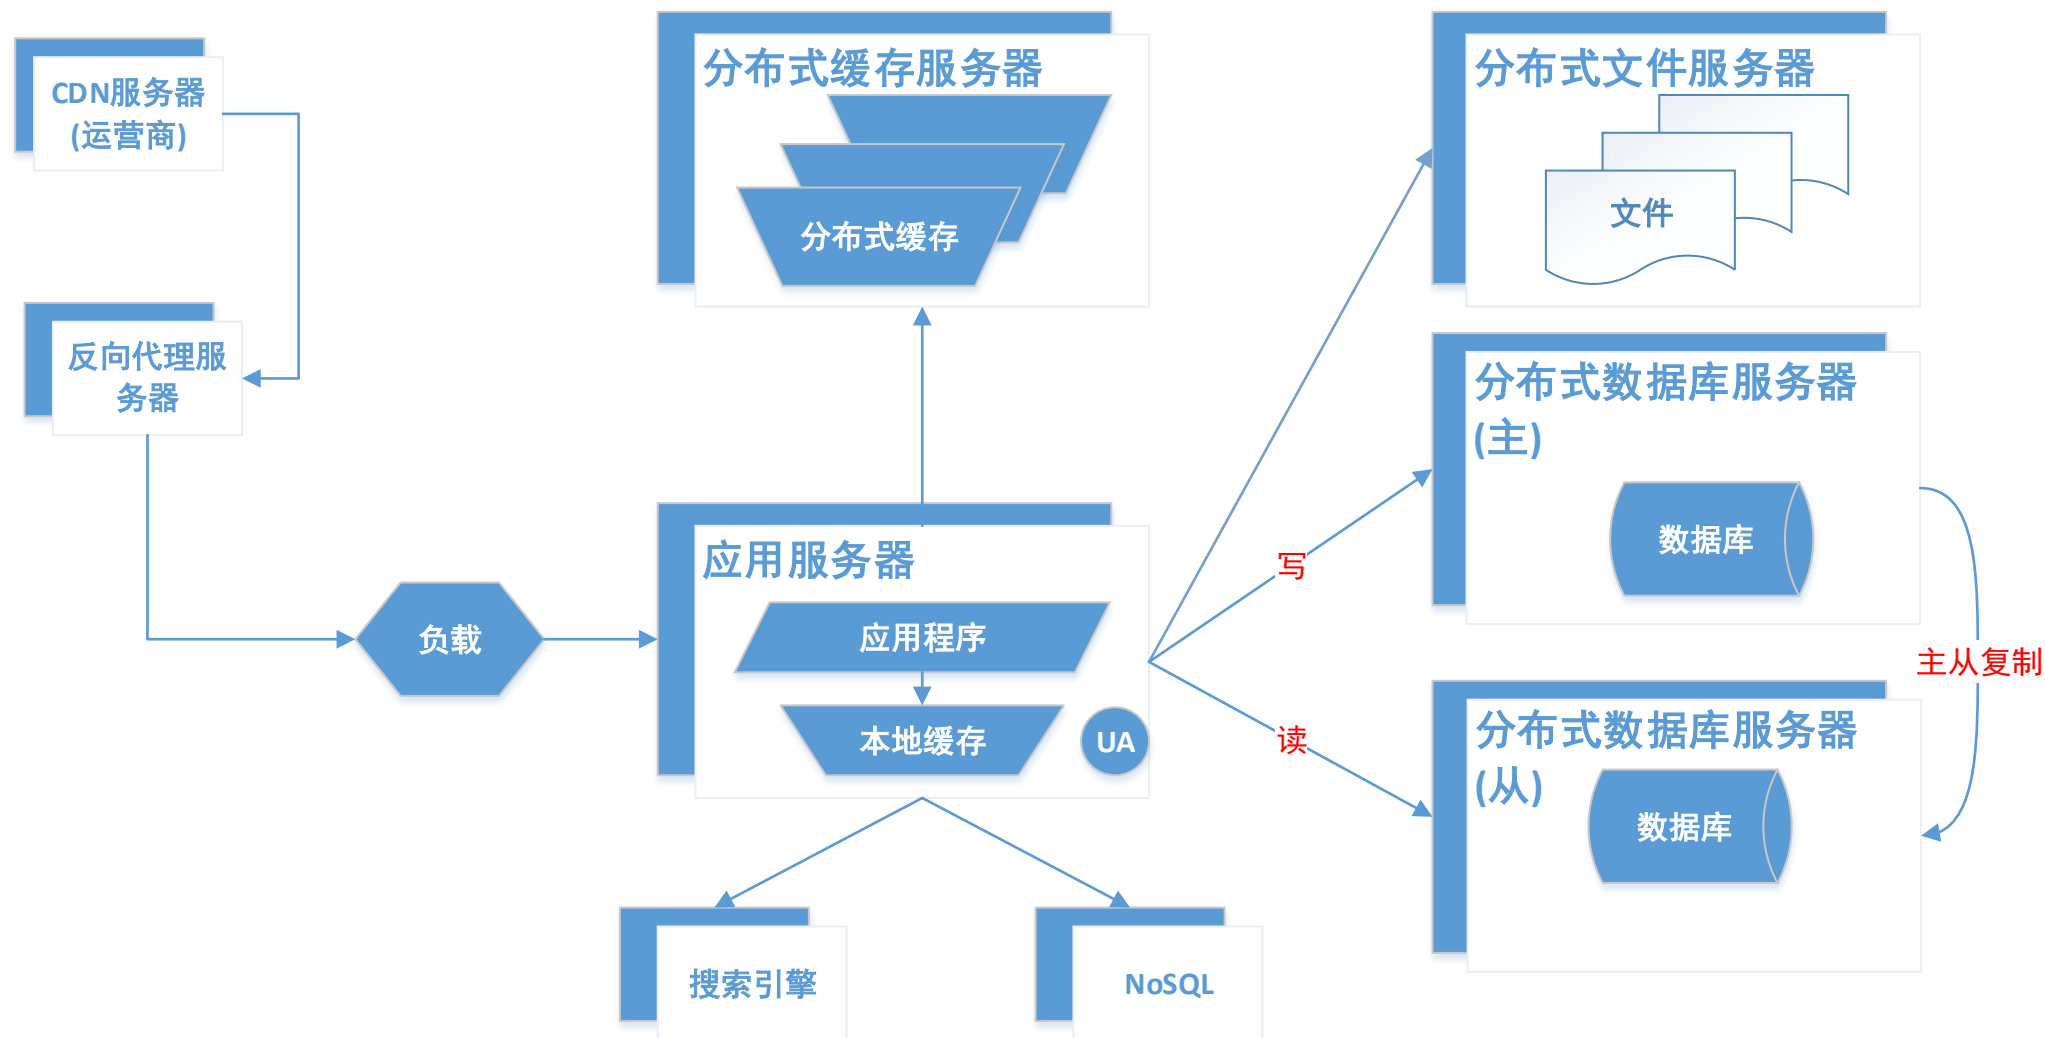 CDN服务器
(运营商)
分布式缓存服务器
分布式缓存
分布式文件服务器
文件
反向代理服
务器
分布式数据库服务器
(主)
数据库
应用服务器
应用程序
本地缓存
UA
负载
写
读
主从复制
分布式数据库服务器
(从)
数据库
搜索引擎
NoSQL